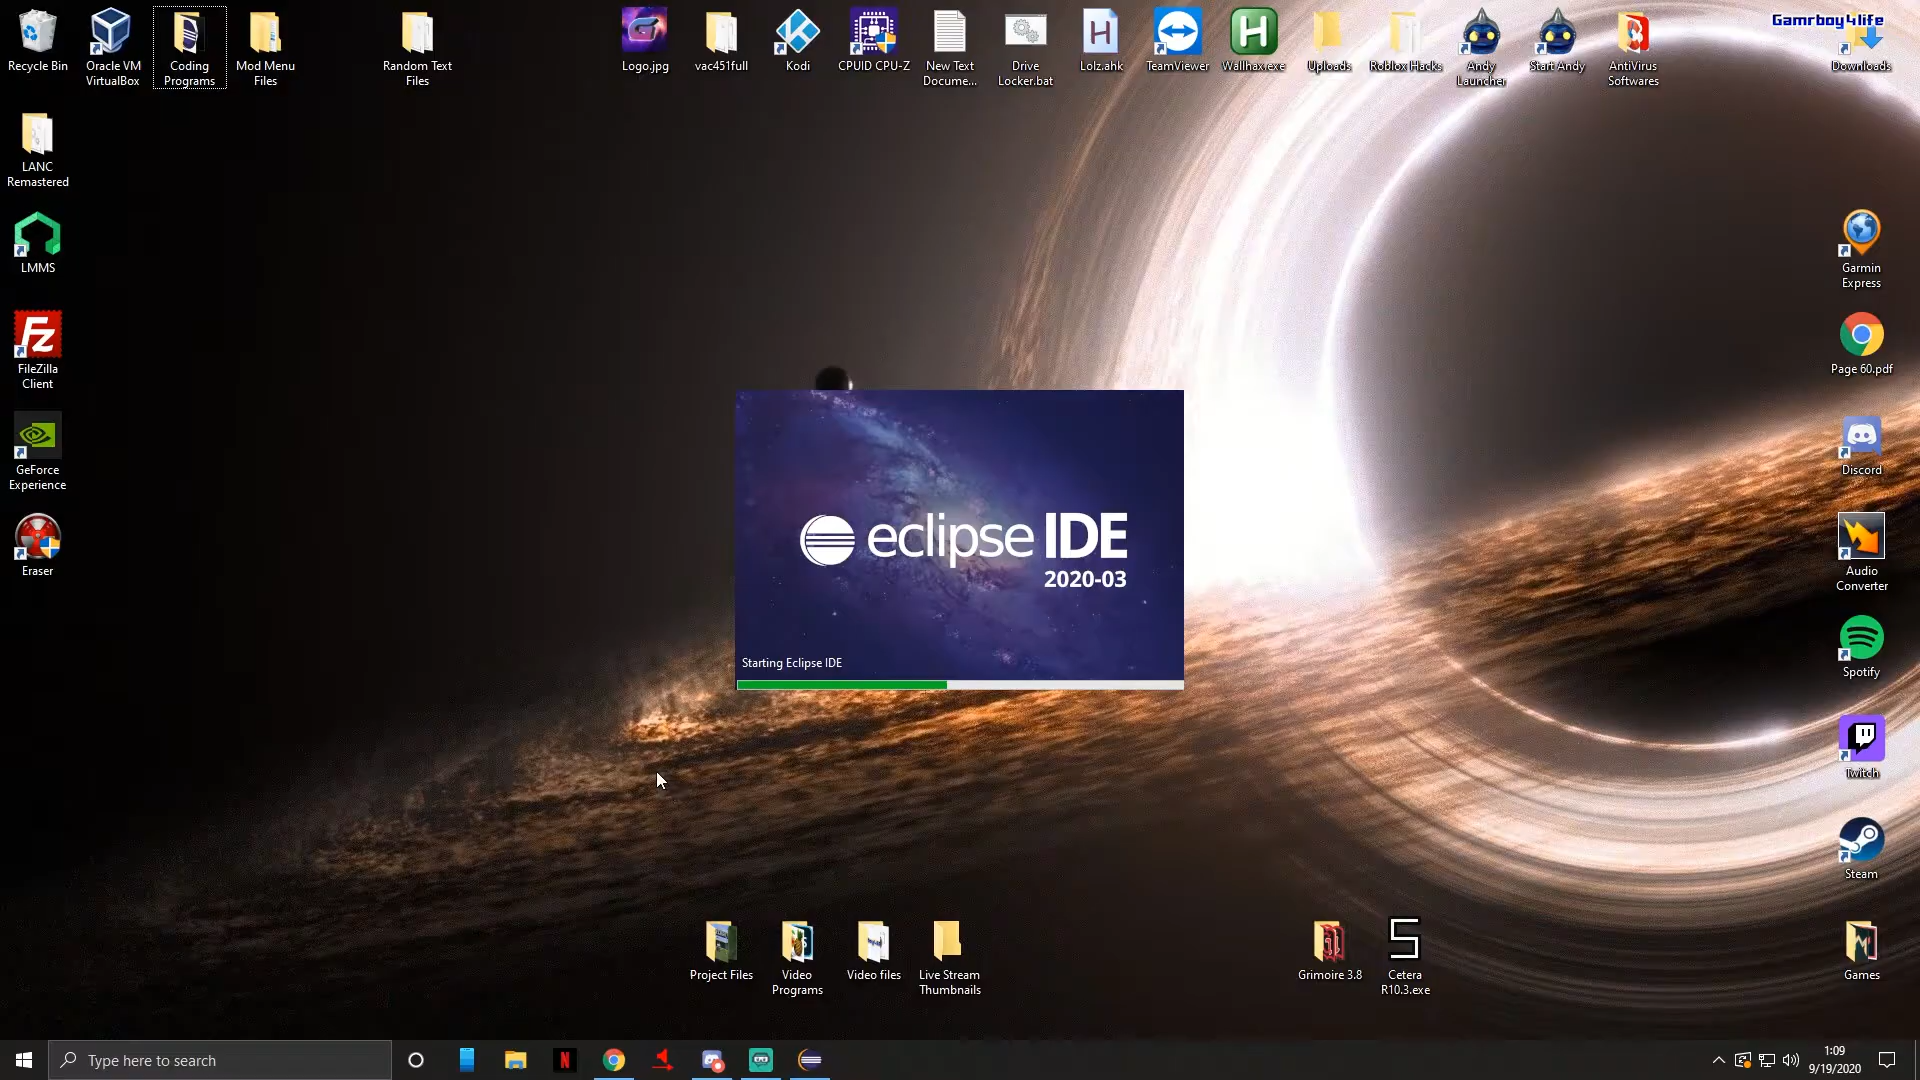 Recycle Bin
Oracle VM
VirtualBox
Coding
Programs
Mod Menu
Files
Random Text
Files
Logo.jpg
vac451full
Kodi
CPUID CPU-Z
New Text
Docume...
Drive
Locker.bat
Lolz.ahk
TeamViewer
Wallhax.exe
Uploads
Roblox Hacks
Andy
Launcher
Start Andy
AntiVirus
Softwares
Gamrboy4life
Downloads
LANC
Remastered
LMMS
FileZilla
Client
GeForce
Experience
Eraser
Garmin
Express
Page 60.pdf
Discord
Audio
Converter
Spotify
Twitch
Steam
Games
eclipse IDE
2020-03
Starting Eclipse IDE
Project Files
Video
Programs
Video files
Live Stream
Thumbnails
Grimoire 3.8
Cetera
R10.3.exe
Type here to search
1:09
9/19/2020